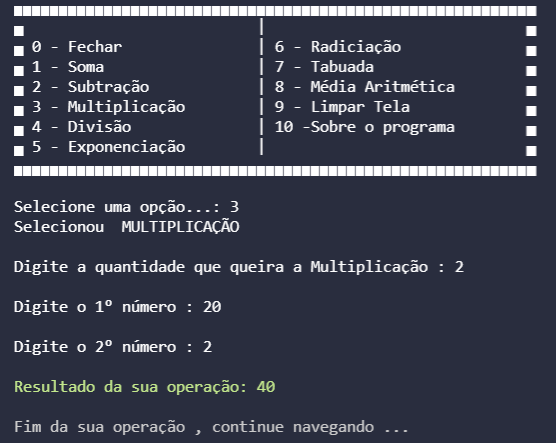 0 - Fechar | 6 - Radiciação
1 - Soma | 7 - Tabuada
2 - Subtração | 8 - Média Aritmética
3 - Multiplicação | 9 - Limpar Tela
4 - Divisão | 10 -Sobre o programa
5 - Exponenciação |
Selecione uma opção...: 3
Selecionou  MULTIPLICAÇÃO
Digite a quantidade que queira a Multiplicação : 2
Digite o 1º número : 20
Digite o 2º número : 2
Resultado da sua operação: 40
Fim da sua operação , continue navegando ...